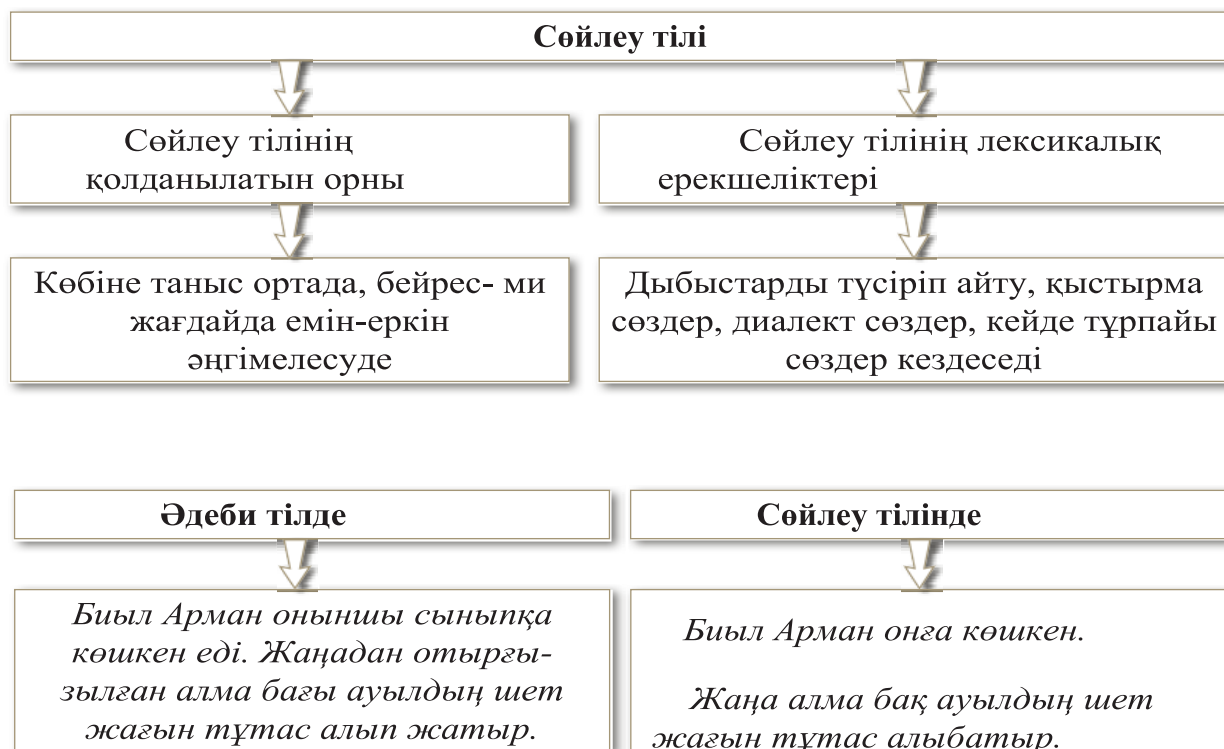 Сөйлеу тілі
Сөйлеу тілінің
қолданылатын орны
Сөйлеу тілінің лексикалық
ерекшеліктері
Көбіне таныс ортада, бейрес- ми
жағдайда емін-еркін
әңгімелесуде
Дыбыстарды түсіріп айту, қыстырма
сөздер, диалект сөздер, кейде тұрпайы
сөздер кездеседі
Әдеби тілде
Сөйлеу тілінде
Биыл Арман оныншы сыныпқа
көшкен еді. Жаңадан отырғы-
зылған алма бағы ауылдың шет
жағын тұтас алып жатыр.
Биыл Арман онға көшкен.
Жаңа алма бақ ауылдың шет
жағын тұтас алыбатыр.